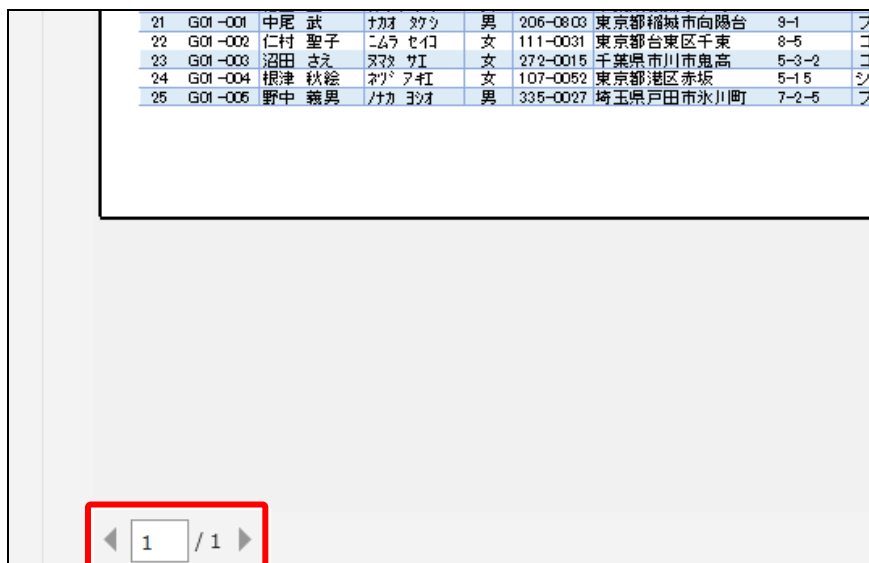 21 G01-001 中尾 武 ﾅｶｵ ﾀｹｼ 男 206-0803 東京都稲城市向陽台 9-1
22 G01-002 仁村 聖子 ﾆﾑﾗ ｾｲｺ 女 111-0031 東京都台東区千束 8-5
23 G01-003 沼田 さえ ﾇﾏﾀ ｻｴ 女 272-0015 千葉県市川市鬼高 5-3-2
24 G01-004 根津 秋絵 ﾈﾂﾞ ｱｷｴ 女 107-0052 東京都港区赤坂 5-15
25 G01-005 野中 義男 ﾉﾅｶ ﾖｼｵ 男 335-0027 埼玉県戸田市氷川町 7-2-5
1 / 1